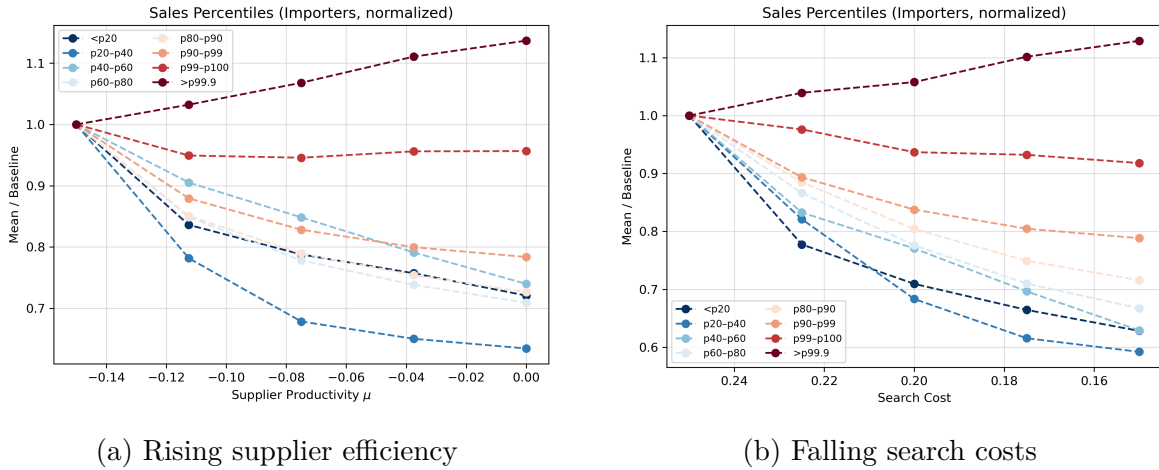 Sales Percentiles (Importers, normalized)
<p20
p20–p40
p40–p60
p60–p80
p80–p90
p90–p99
p99–p100
>p99.9
Mean / Baseline
1.1
1.0
0.9
0.8
0.7
−0.14 −0.12 −0.10 −0.08 −0.06 −0.04 −0.02 0.00
Supplier Productivity μ
(a) Rising supplier efficiency
Sales Percentiles (Importers, normalized)
Mean / Baseline
1.1
1.0
0.9
0.8
0.7
0.6
<p20
p20–p40
p40–p60
p60–p80
p80–p90
p90–p99
p99–p100
>p99.9
0.24 0.22 0.20 0.18 0.16
Search Cost
(b) Falling search costs